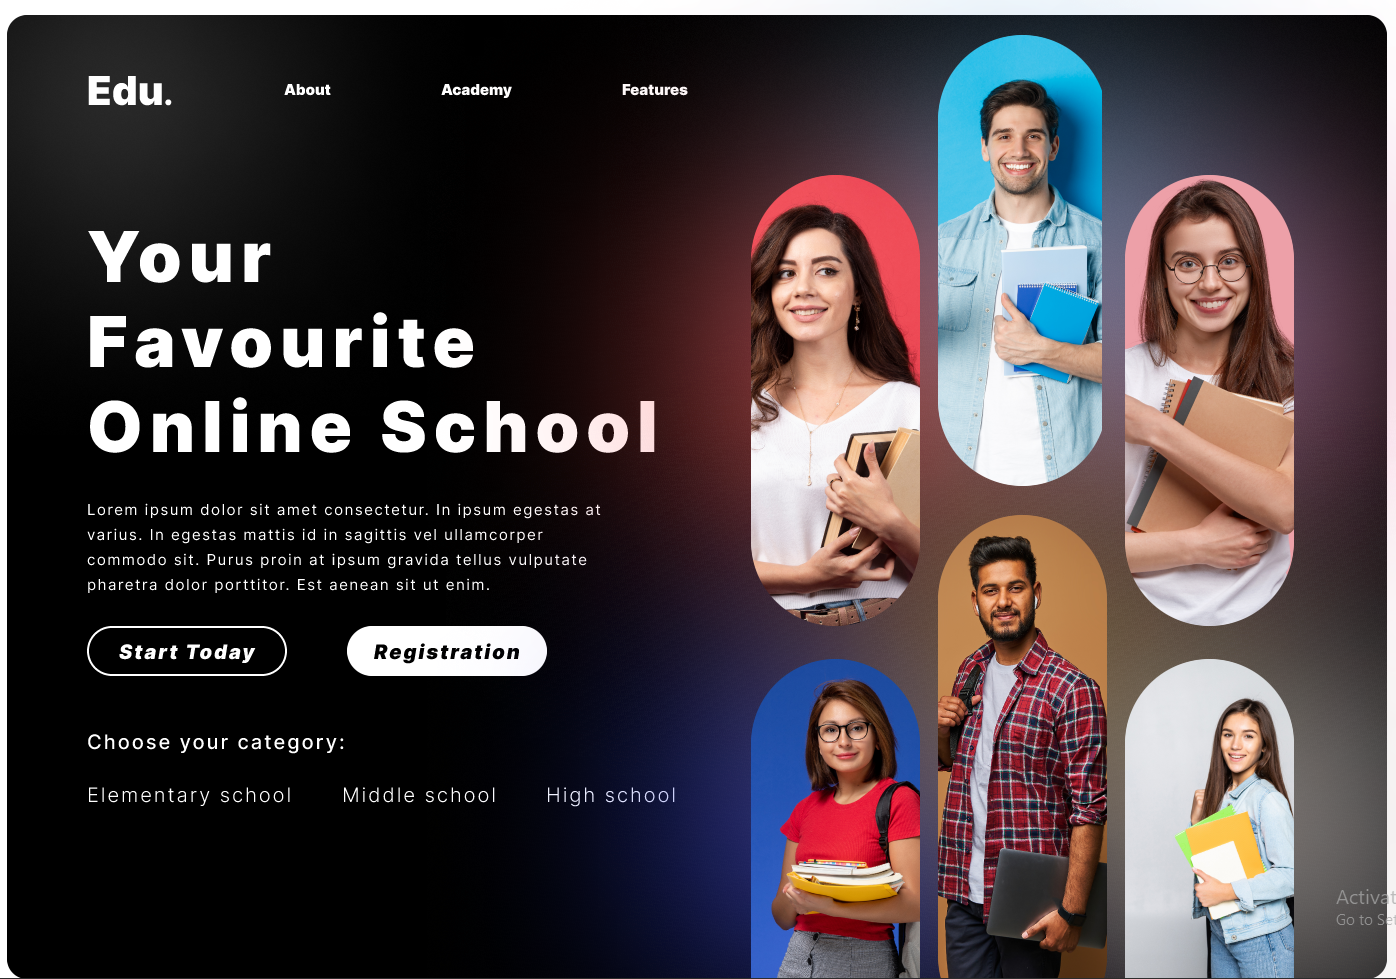 Edu.
About
Academy
Features
Your
Favourite
Online School
Lorem ipsum dolor sit amet consectetur. In ipsum egestas at
varius. In egestas mattis id in sagittis vel ullamcorper
commodo sit. Purus proin at ipsum gravida tellus vulputate
pharetra dolor porttitor. Est aenean sit ut enim.
Start Today
Registration
Choose your category:
Elementary school
Middle school
High school
Activat
Go to Set